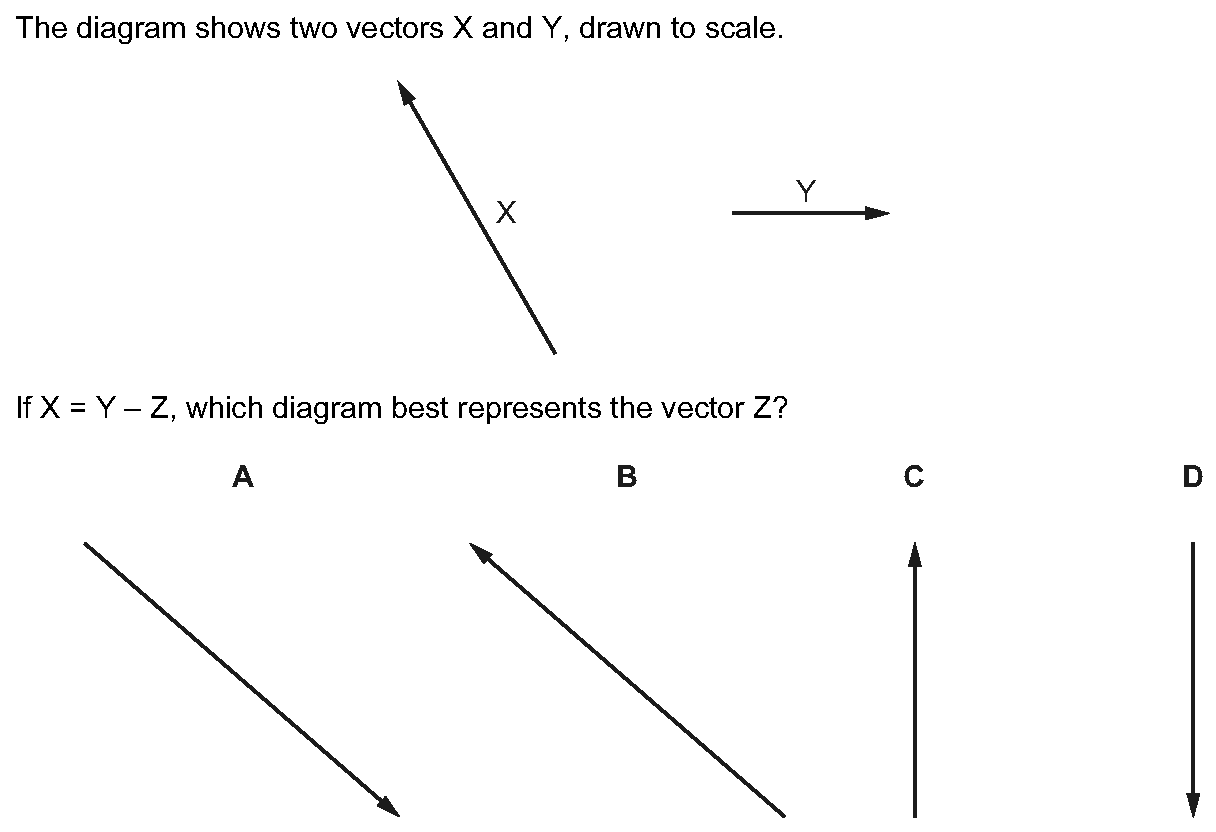 The diagram shows two vectors X and Y, drawn to scale.
Y
X
If X = Y – Z, which diagram best represents the vector Z?
A B C D